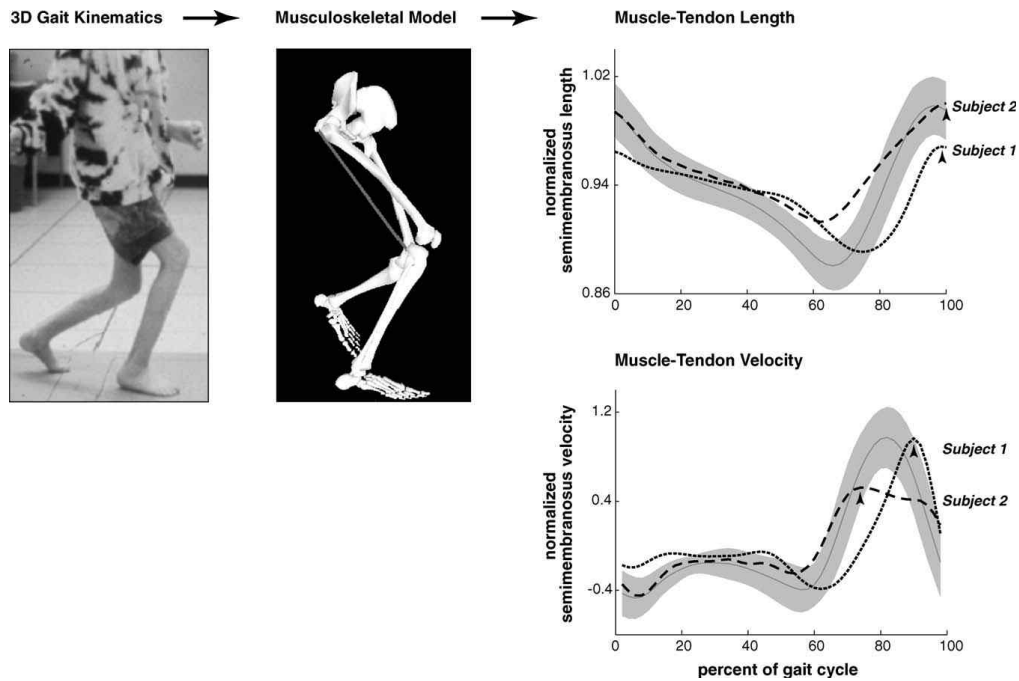 3D Gait Kinematics
Musculoskeletal Model
Muscle-Tendon Length
normalized
semimembranosus length
1.02
0.94
0.86
0
20
40
60
80
100
Subject 2
Subject 1
Muscle-Tendon Velocity
normalized
semimembranosus velocity
1.2
0.4
-0.4
0
20
40
60
80
100
Subject 1
Subject 2
percent of gait cycle